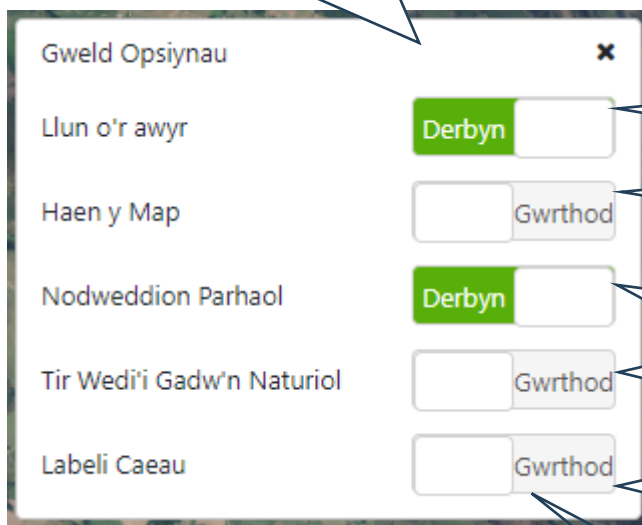 Gweld Opsiynau
Llun o'r awyr Derbyn
Haen y Map Gwrthod
Nodweddion Parhaol Derbyn
Tir Wedi'i Gadw'n Naturiol Gwrthod
Labeli Caeau Gwrthod